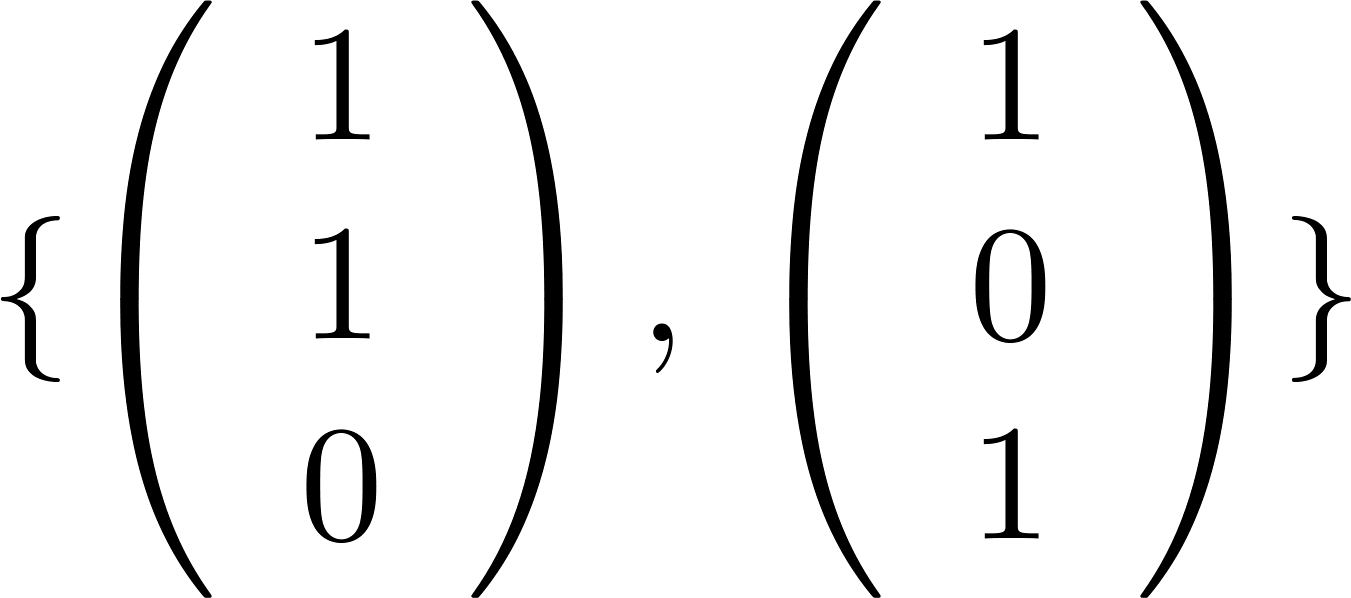 { ( 1 ) , ( 1 ) }
1 0
0 1